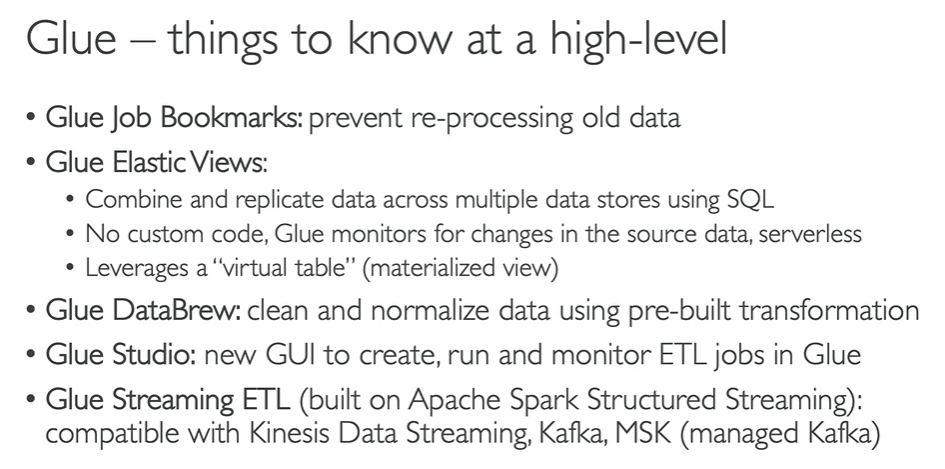 Glue – things to know at a high-level
• Glue Job Bookmarks: prevent re-processing old data
• Glue Elastic Views:
• Combine and replicate data across multiple data stores using SQL
• No custom code, Glue monitors for changes in the source data, serverless
• Leverages a “virtual table” (materialized view)
• Glue DataBrew: clean and normalize data using pre-built transformation
• Glue Studio: new GUI to create, run and monitor ETL jobs in Glue
• Glue Streaming ETL (built on Apache Spark Structured Streaming):
compatible with Kinesis Data Streaming, Kafka, MSK (managed Kafka)